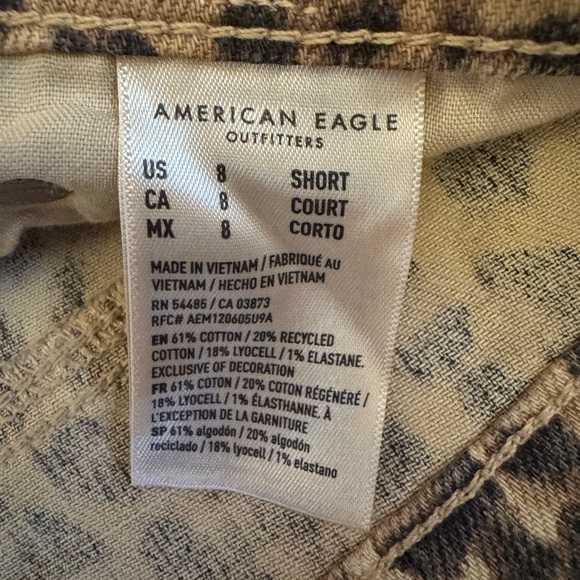 AMERICAN EAGLE
OUTFITTERS
US 8 SHORT
CA 8 COURT
MX 8 CORTO
MADE IN VIETNAM / FABRIQUÉ AU
VIETNAM / HECHO EN VIETNAM
RN 54485 / CA 03873
RFC# AEM120605U9A
EN 61% COTTON / 20% RECYCLED
COTTON / 18% LYOCELL / 1% ELASTANE.
EXCLUSIVE OF DECORATION
FR 61% COTON / 20% COTON RÉGÉNÉRÉ /
18% LYOCELL / 1% ÉLASTHANNE. À
L'EXCEPTION DE LA GARNITURE
SP 61% algodón / 20% algodón
reciclado / 18% lyocell / 1% elastano